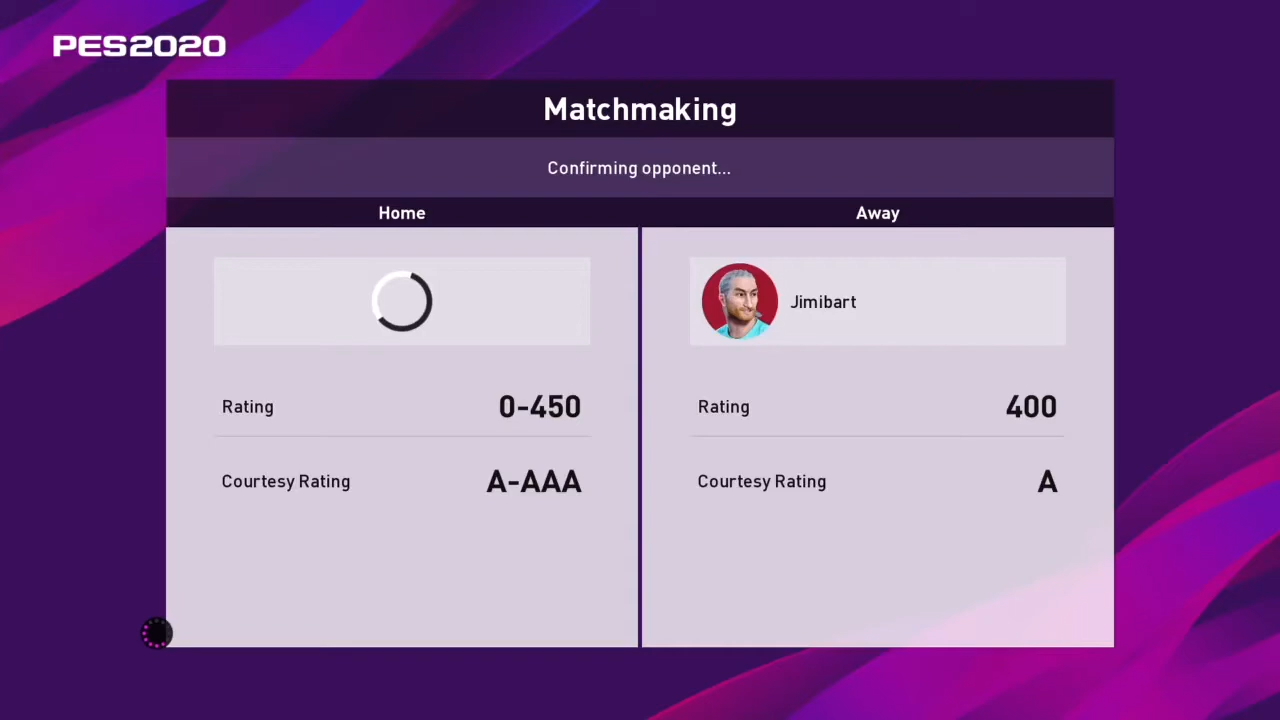 PES2020
Matchmaking
Confirming opponent...
Home
Away
Jimibart
Rating 0-450
Rating 400
Courtesy Rating A-AAA
Courtesy Rating A